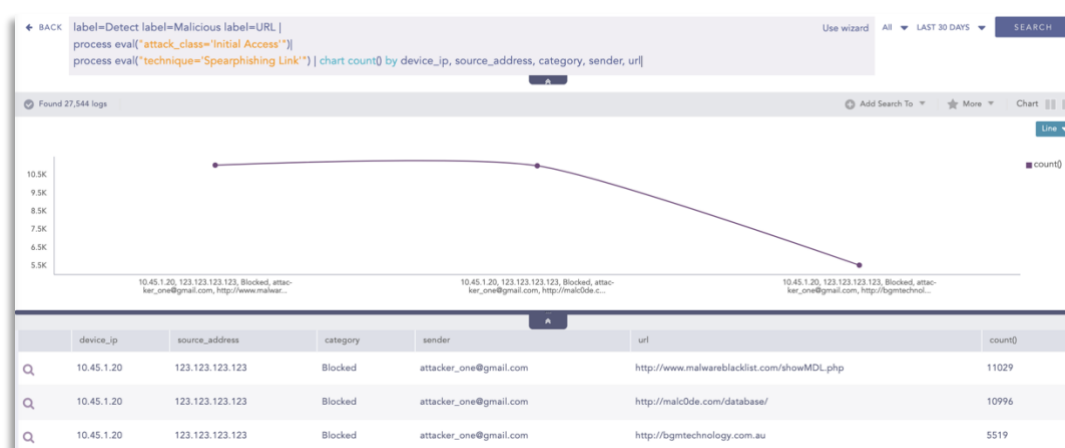 BACK
label=Detect label=Malicious label=URL |
process eval("attack_class='Initial Access'")|
process eval("technique='Spearphishing Link'") | chart count() by device_ip, source_address, category, sender, url|
Use wizard All LAST 30 DAYS SEARCH
Found 27,544 logs
Add Search To More Chart
Line
count()
10.5K
9.5K
8.5K
7.5K
6.5K
5.5K
10.45.1.20, 123.123.123.123, Blocked, attac-
ker_one@gmail.com, http://www.malwar...
10.45.1.20, 123.123.123.123, Blocked, attac-
ker_one@gmail.com, http://malc0de.c...
10.45.1.20, 123.123.123.123, Blocked, attac-
ker_one@gmail.com, http://bgmtechnol...
device_ip source_address category sender url count()
10.45.1.20 123.123.123.123 Blocked attacker_one@gmail.com http://www.malwareblacklist.com/showMDL.php 11029
10.45.1.20 123.123.123.123 Blocked attacker_one@gmail.com http://malc0de.com/database/ 10996
10.45.1.20 123.123.123.123 Blocked attacker_one@gmail.com http://bgmtechnology.com.au 5519